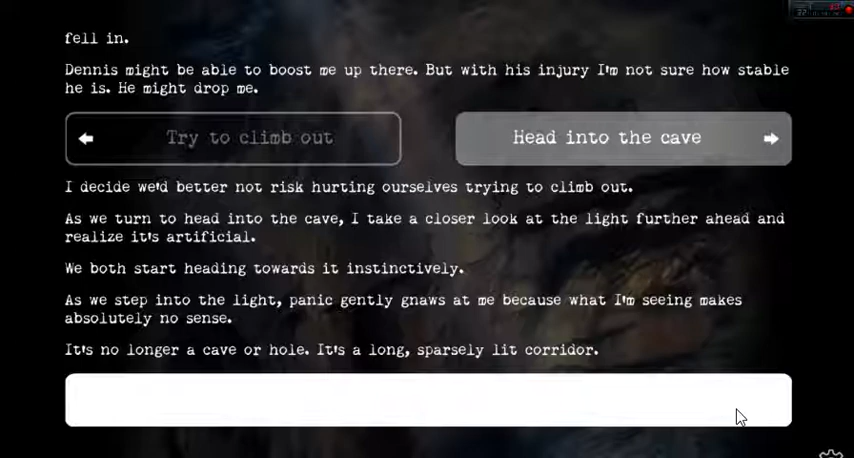 fell in.
Dennis might be able to boost me up there. But with his injury I'm not sure how stable
he is. He might drop me.
Try to climb out
Head into the cave
I decide we'd better not risk hurting ourselves trying to climb out.
As we turn to head into the cave, I take a closer look at the light further ahead and
realize it's artificial.
We both start heading towards it instinctively.
As we step into the light, panic gently gnaws at me because what I'm seeing makes
absolutely no sense.
It's no longer a cave or hole. It's a long, sparsely lit corridor.